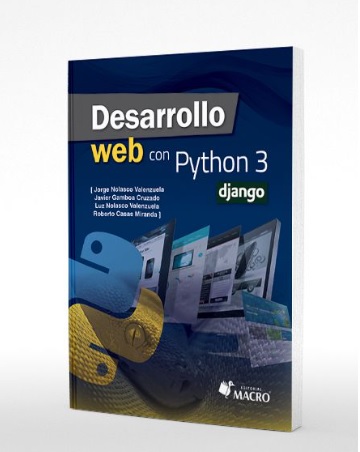 Desarrollo
web con Python 3
django
[ Jorge Nolasco Valenzuela
Javier Gamboa Cruzado
Luz Nolasco Valenzuela
Roberto Casas Miranda ]
EDITORIAL
MACRO